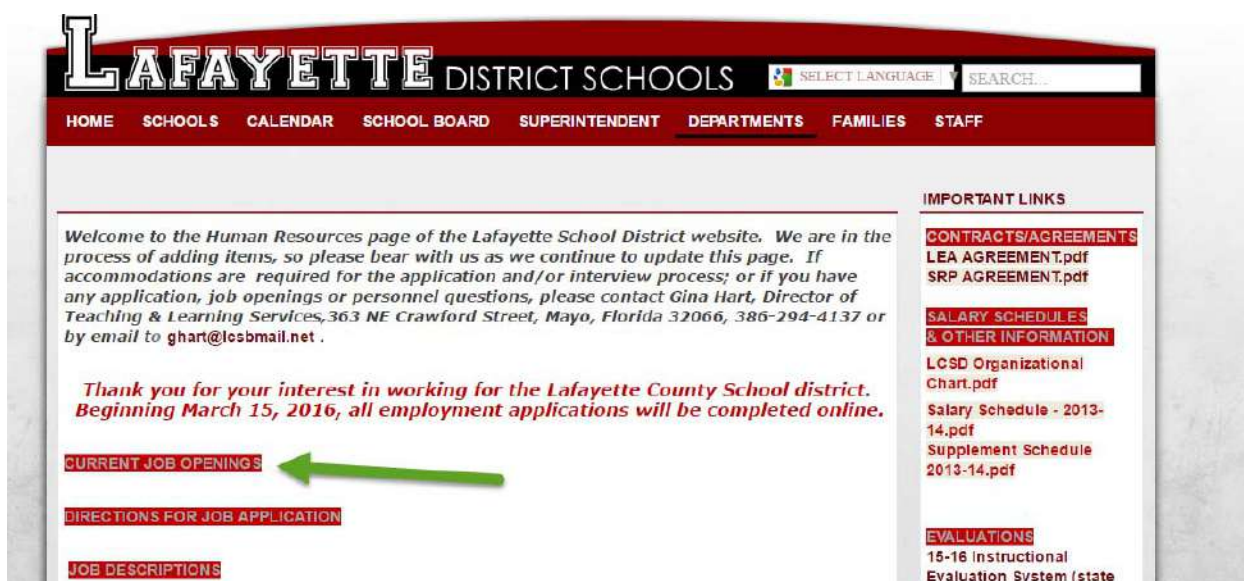 LAFAYETTE DISTRICT SCHOOLS
SELECT LANGUAGE ▼
SEARCH...
HOME SCHOOLS CALENDAR SCHOOL BOARD SUPERINTENDENT DEPARTMENTS FAMILIES STAFF
Welcome to the Human Resources page of the Lafayette School District website. We are in the
process of adding items, so please bear with us as we continue to update this page. If
accommodations are required for the application and/or interview process; or if you have
any application, job openings or personnel questions, please contact Gina Hart, Director of
Teaching & Learning Services,363 NE Crawford Street, Mayo, Florida 32066, 386-294-4137 or
by email to ghart@lcsbmail.net .
Thank you for your interest in working for the Lafayette County School district.
Beginning March 15, 2016, all employment applications will be completed online.
CURRENT JOB OPENINGS
DIRECTIONS FOR JOB APPLICATION
JOB DESCRIPTIONS
IMPORTANT LINKS
CONTRACTS/AGREEMENTS
LEA AGREEMENT.pdf
SRP AGREEMENT.pdf
SALARY SCHEDULES
& OTHER INFORMATION
LCSD Organizational
Chart.pdf
Salary Schedule - 2013-
14.pdf
Supplement Schedule
2013-14.pdf
EVALUATIONS
15-16 Instructional
Evaluation System (state